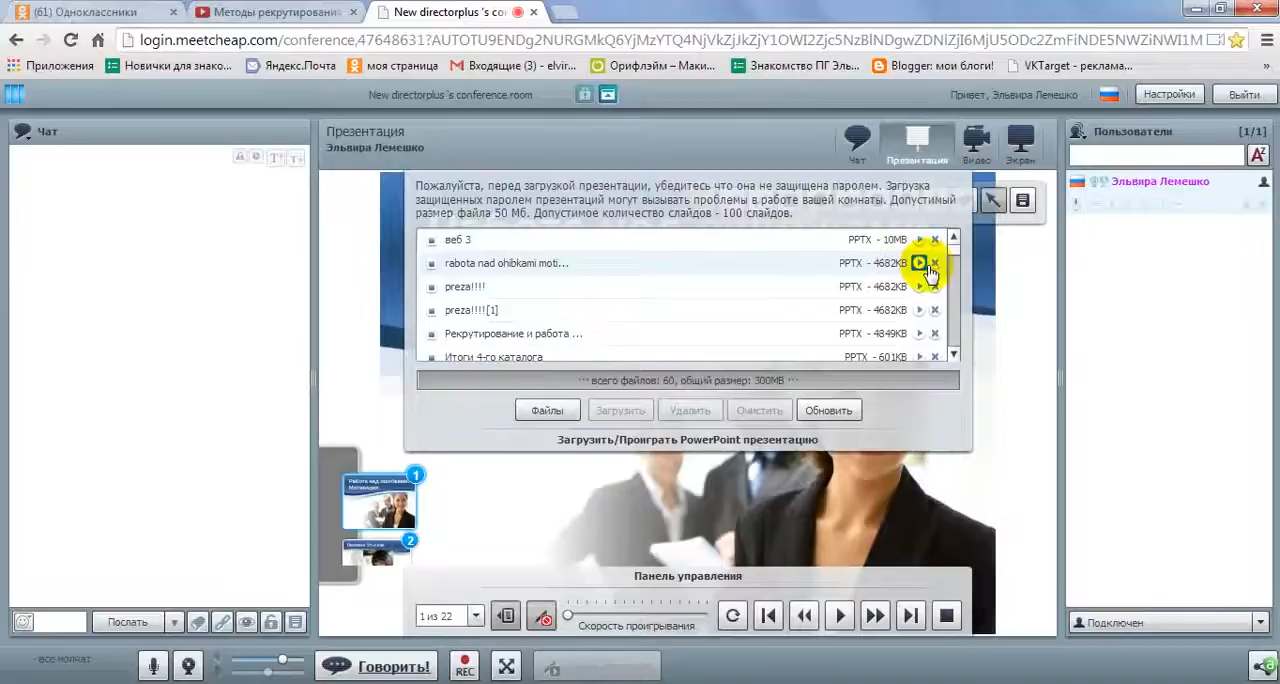 (61) Одноклассники
Методы рекрутировани
New directorplus 's co
login.meetcheap.com/conference,47648631?AUTOTU9ENDg2NURGMkQ6YjMzYTQ4NjVkZjJkZjY1OWI2Zjc5NzBlNDgwZDNlZjI6MjU5ODc2ZmFiNDE5NWZiNWI1M
Приложения
Новички для знако...
Яндекс.Почта
моя страница
Входящие (3) - elvir...
Орифлэйм – Маки...
Знакомство ПГ Эль...
Blogger: мои блоги!
VKTarget - реклама...
»
New directorplus 's conference room
Привет, Эльвира Лемешко
Настройки
Выйти
Чат
Презентация
Эльвира Лемешко
Чат
Презентация
Видео
Экран
Пользователи
[1/1]
Эльвира Лемешко
Пожалуйста, перед загрузкой презентации, убедитесь что она не защищена паролем. Загрузка
защищенных паролем презентаций могут вызывать проблемы в работе вашей комнаты. Допустимый
размер файла 50 Мб. Допустимое количество слайдов - 100 слайдов.
веб 3 PPTX - 10MB
rabota nad ohibkami moti... PPTX - 4682KB
preza!!!! PPTX - 4682KB
preza!!!![1] PPTX - 4682KB
Рекрутирование и работа ... PPTX - 4849KB
Итоги 4-го каталога PPTX - 601KB
··· всего файлов: 60, общий размер: 300MB ···
Файлы
Загрузить
Удалить
Очистить
Обновить
Загрузить/Проиграть PowerPoint презентацию
1
2
Панель управления
1 из 22
Скорость проигрывания
Послать
Подключен
все молчат
Говорить!
REC